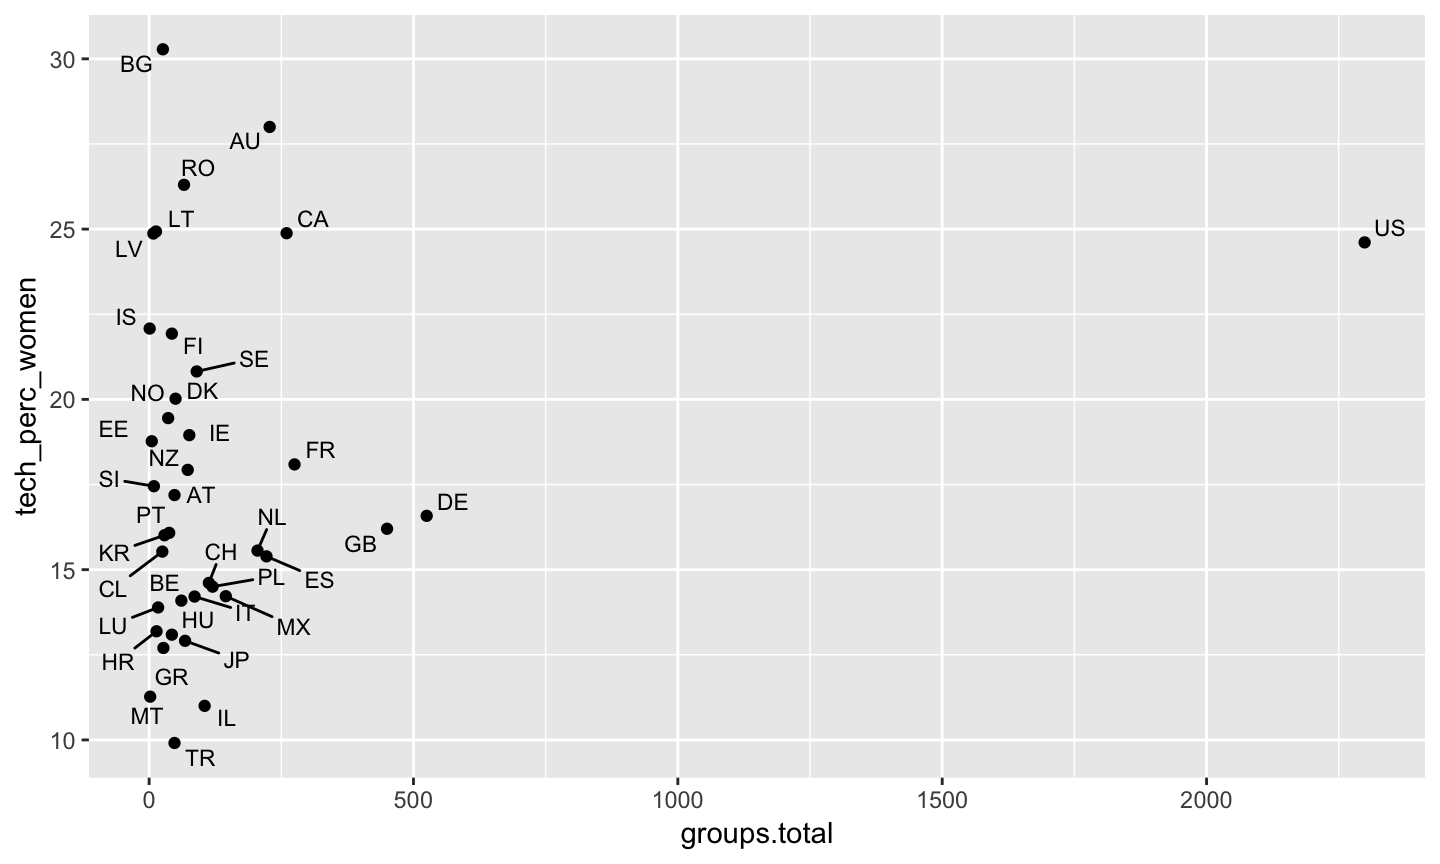 30
BG
AU
RO
LT
CA
25
US
LV
IS
FI
SE
NO
DK
20
EE
IE
NZ
FR
SI
AT
DE
PT
NL
GB
KR
CH
15
PL
ES
CL
BE
IT
LU
HU
MX
HR
JP
GR
MT
IL
10
TR
0
500
1000
1500
2000
groups.total
tech_perc_women